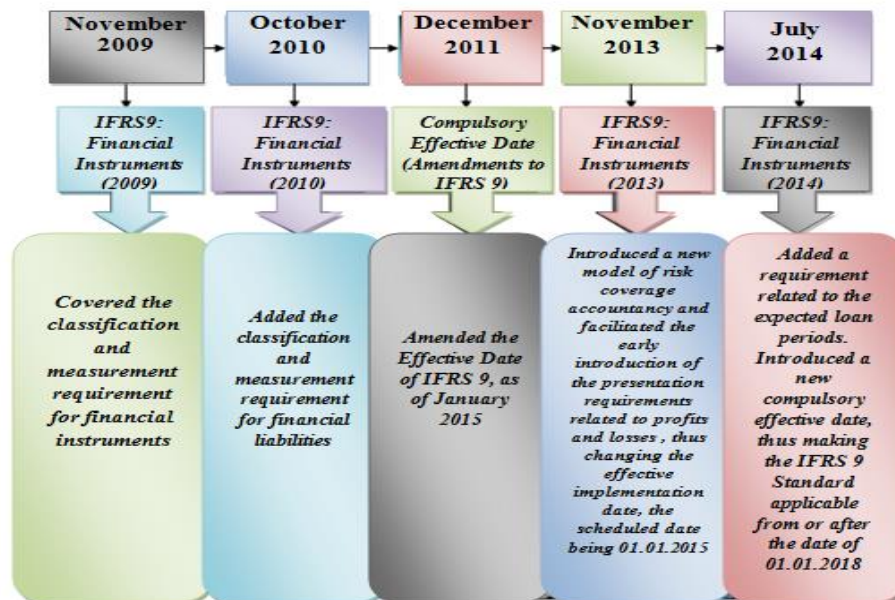 November
2009
October
2010
December
2011
November
2013
July
2014
IFRS9:
Financial
Instruments
(2009)
IFRS9:
Financial
Instruments
(2010)
Compulsory
Effective Date
(Amendments to
IFRS 9)
IFRS9:
Financial
Instruments
(2013)
IFRS9:
Financial
Instruments
(2014)
Covered the
classification
and
measurement
requirement
for financial
instruments
Added the
classification
and
measurement
requirement
for financial
liabilities
Amended the
Effective Date
of IFRS 9, as
of January
2015
Introduced a new
model of risk
coverage
accountancy and
facilitated the
early
introduction of
the presentation
requirements
related to profits
and losses , thus
changing the
effective
implementation
date, the
scheduled date
being 01.01.2015
Added a
requirement
related to the
expected loan
periods.
Introduced a
new
compulsory
effective date,
thus making
the IFRS 9
Standard
applicable
from or after
the date of
01.01.2018